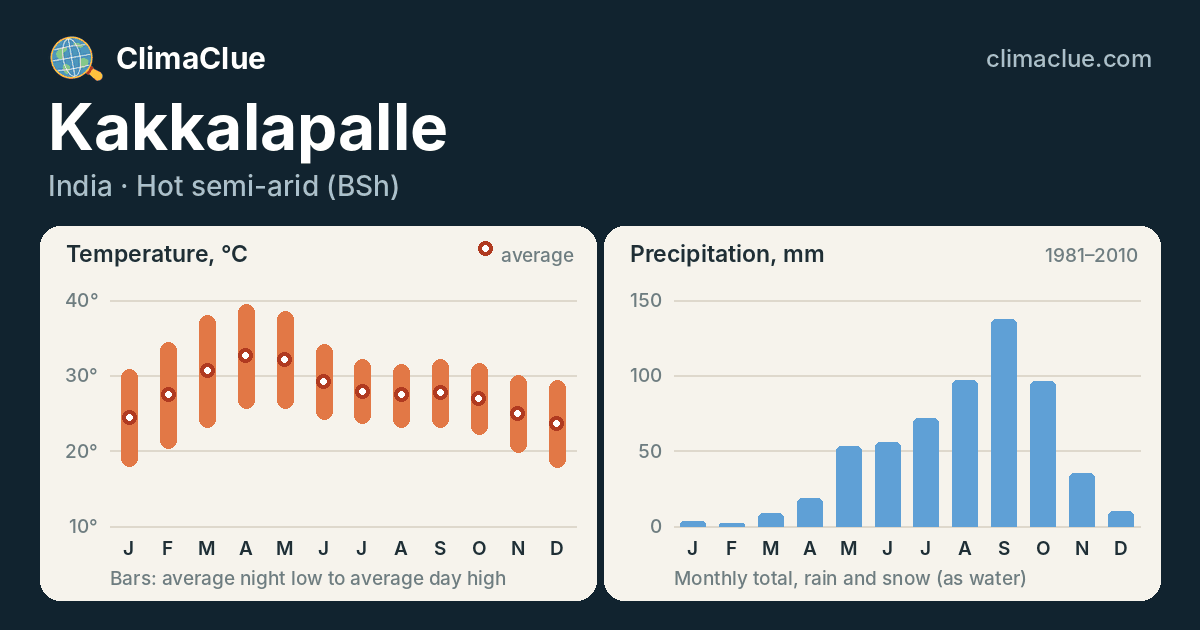 ClimaClue
climaclue.com
Kakkalapalle
India · Hot semi-arid (BSh)
Temperature, °C
average
40°
30°
20°
10°
J F M A M J J A S O N D
Bars: average night low to average day high
Precipitation, mm
1981–2010
150
100
50
0
J F M A M J J A S O N D
Monthly total, rain and snow (as water)